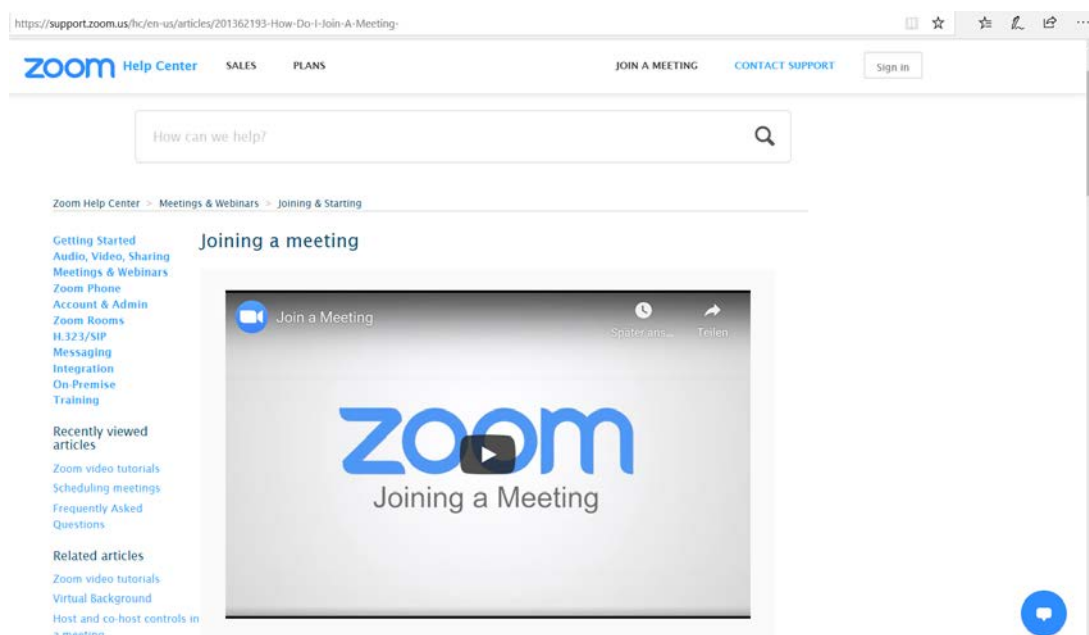 https://support.zoom.us/hc/en-us/articles/201362193-How-Do-I-Join-A-Meeting-
zoom Help Center SALES PLANS JOIN A MEETING CONTACT SUPPORT Sign in
How can we help?
Zoom Help Center > Meetings & Webinars > Joining & Starting
Joining a meeting
Getting Started
Audio, Video, Sharing
Meetings & Webinars
Zoom Phone
Account & Admin
Zoom Rooms
H.323/SIP
Messaging
Integration
On-Premise
Training
Recently viewed
articles
Zoom video tutorials
Scheduling meetings
Frequently Asked
Questions
Related articles
Zoom video tutorials
Virtual Background
Host and co-host controls in
a meeting
Join a Meeting
Später ans... Teilen
zoom
Joining a Meeting